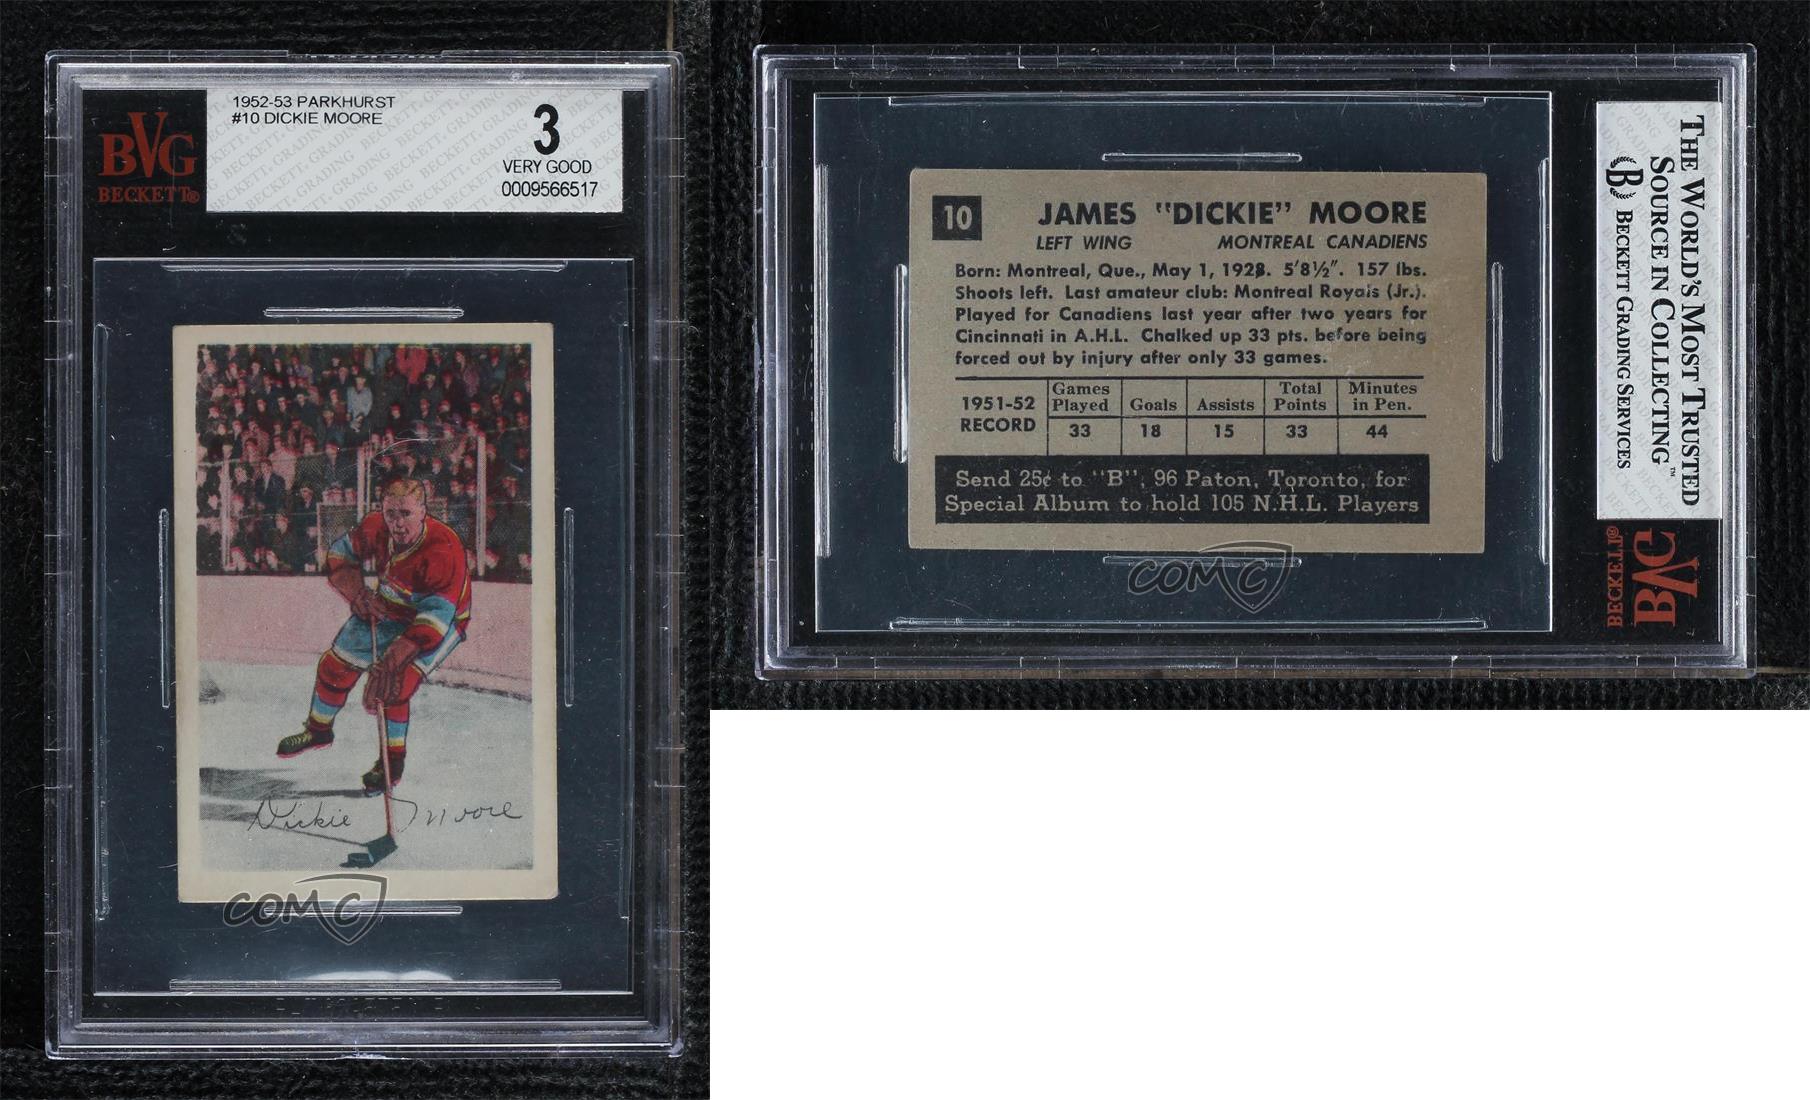 1952-53 PARKHURST
#10 DICKIE MOORE
BVG
BECKETT®
3
VERY GOOD
0009566517
Dickie Moore
COMC
10
JAMES "DICKIE" MOORE
LEFT WING MONTREAL CANADIENS
Born: Montreal, Que., May 1, 1928. 5'8½". 157 lbs.
Shoots left. Last amateur club: Montreal Royals (Jr.).
Played for Canadiens last year after two years for
Cincinnati in A.H.L. Chalked up 33 pts. before being
forced out by injury after only 33 games.
1951-52 RECORD
Games Played Goals Assists Total Points Minutes in Pen.
33 18 15 33 44
Send 25¢ to "B", 96 Paton, Toronto, for
Special Album to hold 105 N.H.L. Players
COMC
THE WORLD'S MOST TRUSTED
SOURCE IN COLLECTING™
B BECKETT GRADING SERVICES
BVG
BECKETT®